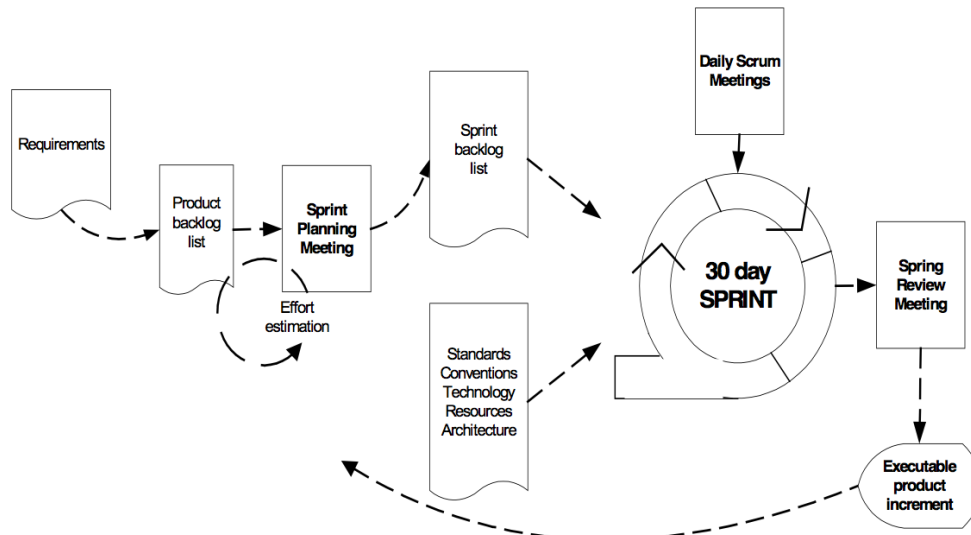 Requirements
Product
backlog
list
Sprint
Planning
Meeting
Effort
estimation
Sprint
backlog
list
Standards
Conventions
Technology
Resources
Architecture
Daily Scrum
Meetings
30 day
SPRINT
Spring
Review
Meeting
Executable
product
increment